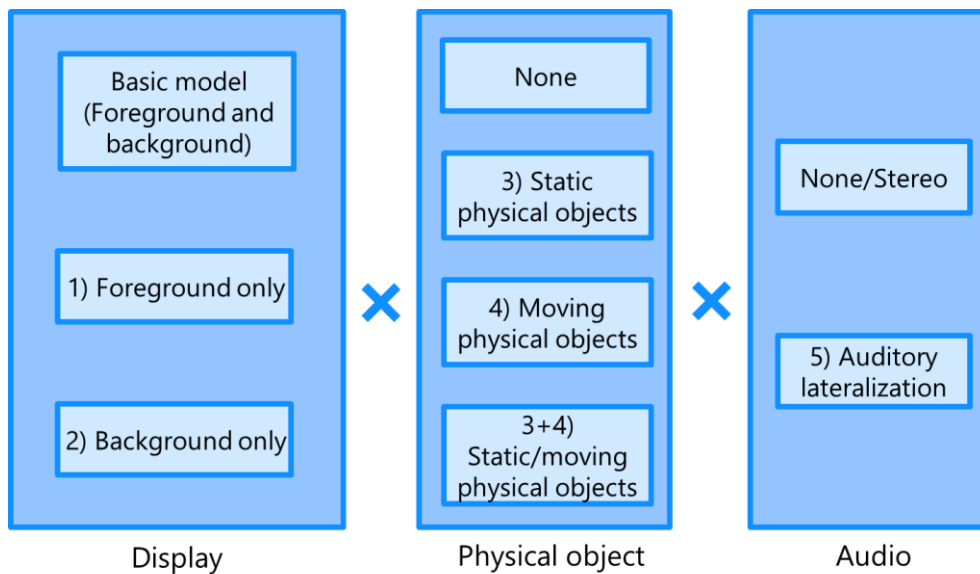 Basic model
(Foreground and
background)
1) Foreground only
2) Background only
Display
None
3) Static
physical objects
4) Moving
physical objects
3+4)
Static/moving
physical objects
Physical object
None/Stereo
5) Auditory
lateralization
Audio